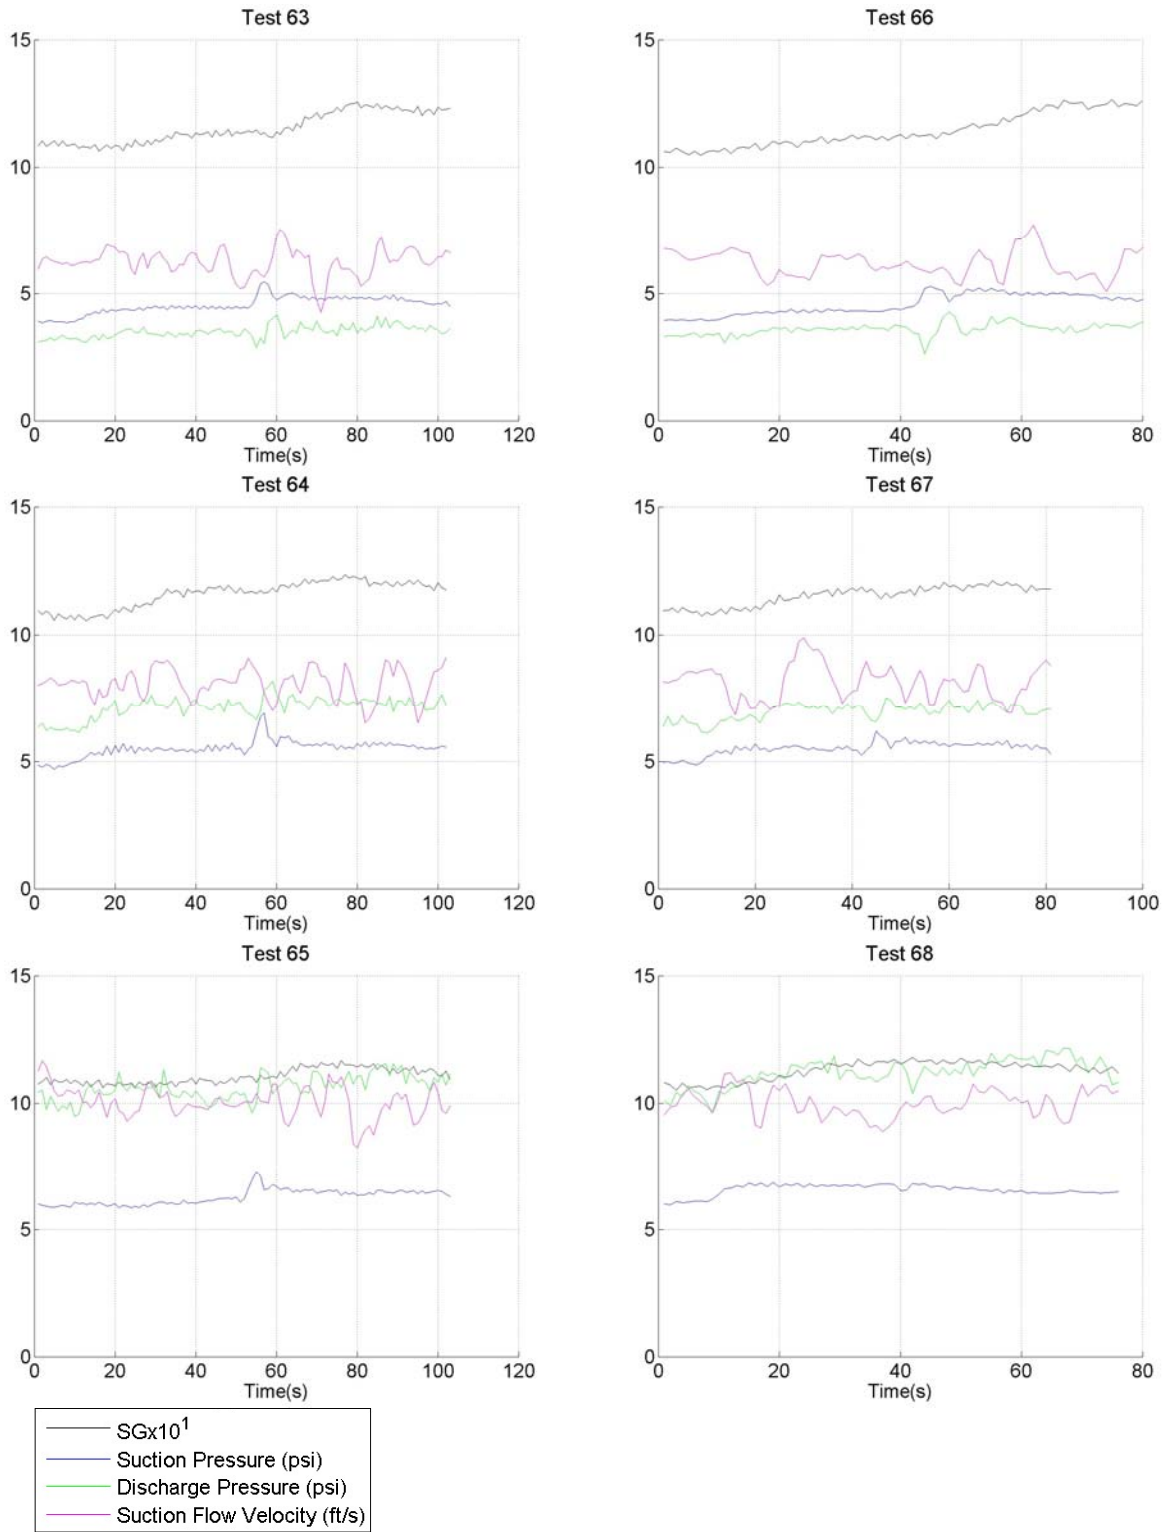 Test 63
15
10
5
0
0 20 40 60 80 100 120
Time(s)
Test 66
15
10
5
0
0 20 40 60 80
Time(s)
Test 64
15
10
5
0
0 20 40 60 80 100 120
Time(s)
Test 67
15
10
5
0
0 20 40 60 80 100
Time(s)
Test 65
15
10
5
0
0 20 40 60 80 100 120
Time(s)
Test 68
15
10
5
0
0 20 40 60 80
Time(s)
SGx10¹
Suction Pressure (psi)
Discharge Pressure (psi)
Suction Flow Velocity (ft/s)